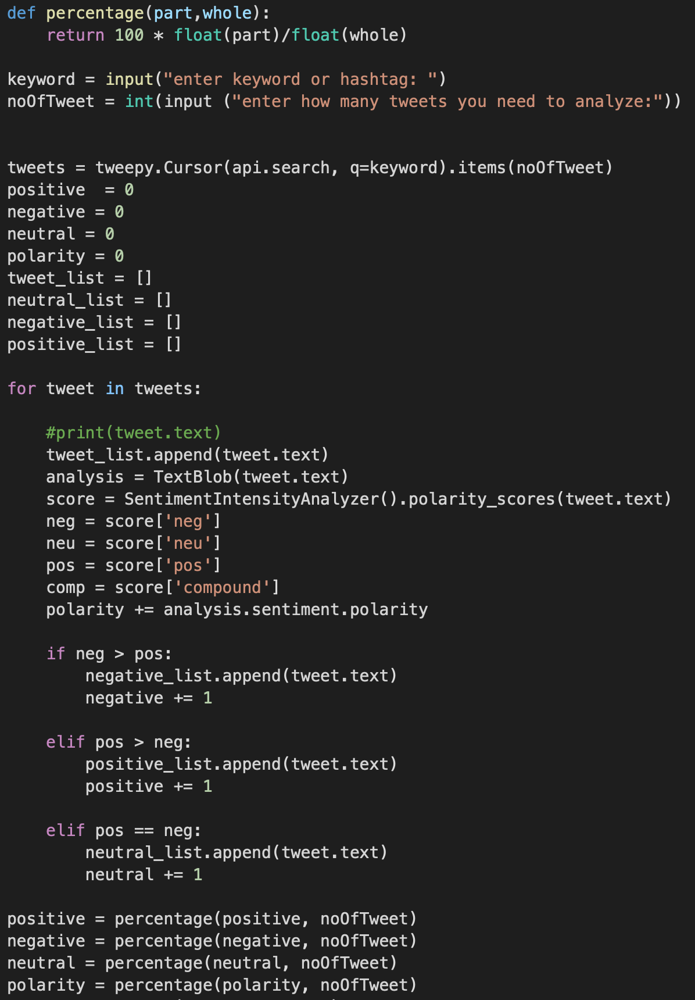 def percentage(part,whole):
    return 100 * float(part)/float(whole)

keyword = input("enter keyword or hashtag: ")
noOfTweet = int(input ("enter how many tweets you need to analyze:"))


tweets = tweepy.Cursor(api.search, q=keyword).items(noOfTweet)
positive  = 0
negative = 0
neutral = 0
polarity = 0
tweet_list = []
neutral_list = []
negative_list = []
positive_list = []

for tweet in tweets:

    #print(tweet.text)
    tweet_list.append(tweet.text)
    analysis = TextBlob(tweet.text)
    score = SentimentIntensityAnalyzer().polarity_scores(tweet.text)
    neg = score['neg']
    neu = score['neu']
    pos = score['pos']
    comp = score['compound']
    polarity += analysis.sentiment.polarity

    if neg > pos:
        negative_list.append(tweet.text)
        negative += 1

    elif pos > neg:
        positive_list.append(tweet.text)
        positive += 1

    elif pos == neg:
        neutral_list.append(tweet.text)
        neutral += 1

positive = percentage(positive, noOfTweet)
negative = percentage(negative, noOfTweet)
neutral = percentage(neutral, noOfTweet)
polarity = percentage(polarity, noOfTweet)